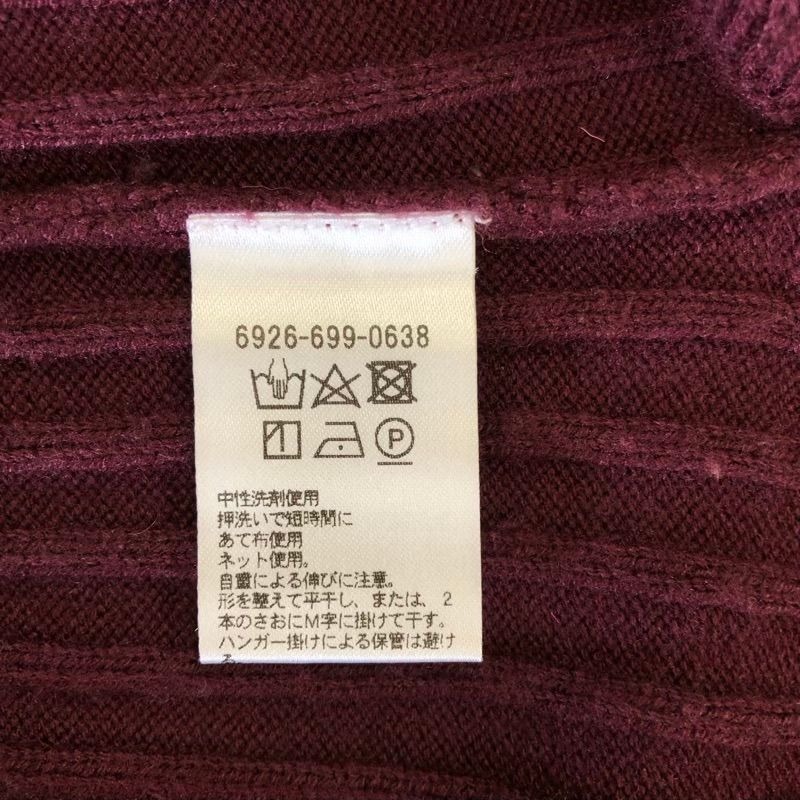 6926-699-0638
P
中性洗剤使用
押洗いで短時間に
あて布使用
ネット使用。
自重による伸びに注意。
形を整えて平干し、または、2
本のさおにM字に掛けて干す。
ハンガー掛けによる保管は避け
る